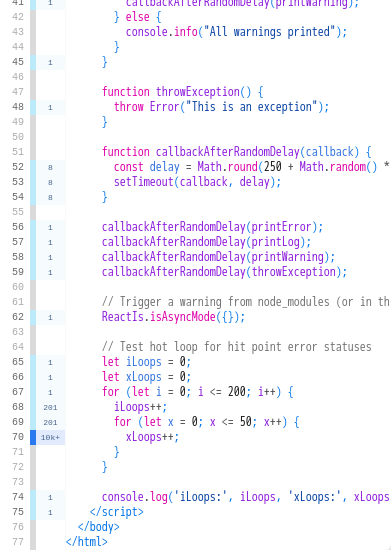 41 1 callbackAfterRandomDelay(printWarning);
42 } else {
43 console.info("All warnings printed");
44 }
45 1 }
46
47 function throwException() {
48 1 throw Error("This is an exception");
49 }
50
51 function callbackAfterRandomDelay(callback) {
52 8 const delay = Math.round(250 + Math.random() *
53 8 setTimeout(callback, delay);
54 8 }
55
56 1 callbackAfterRandomDelay(printError);
57 1 callbackAfterRandomDelay(printLog);
58 1 callbackAfterRandomDelay(printWarning);
59 1 callbackAfterRandomDelay(throwException);
60
61 // Trigger a warning from node_modules (or in th
62 1 ReactIs.isAsyncMode({});
63
64 // Test hot loop for hit point error statuses
65 1 let iLoops = 0;
66 1 let xLoops = 0;
67 1 for (let i = 0; i <= 200; i++) {
68 201 iLoops++;
69 201 for (let x = 0; x <= 50; x++) {
70 10k+ xLoops++;
71 }
72 }
73
74 1 console.log('iLoops:', iLoops, 'xLoops:', xLoops
75 1 </script>
76 </body>
77 </html>